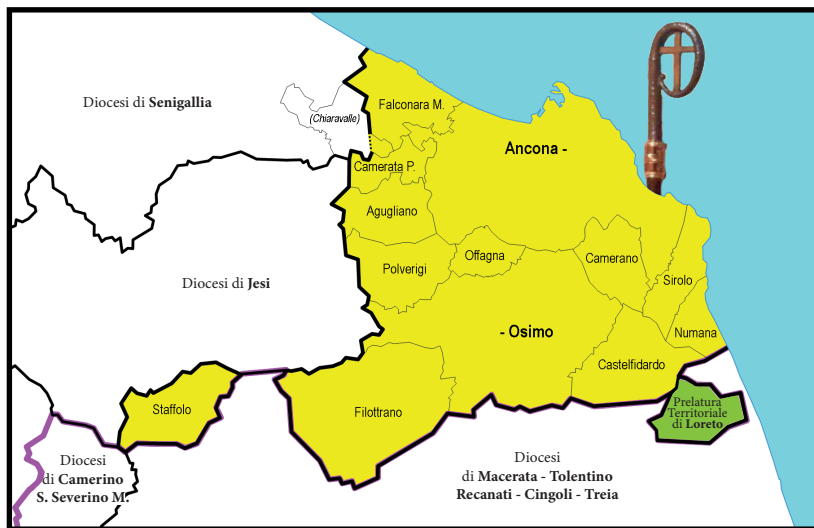 Diocesi di Senigallia
(Chiaravalle)
Falconara M.
Ancona -
Camerata P.
Agugliano
Offagna
Camerano
Polverigi
Sirolo
Diocesi di Jesi
- Osimo
Numana
Castelfidardo
Staffolo
Filottrano
Prelatura
Territoriale
di Loreto
Diocesi
di Camerino
S. Severino M.
Diocesi
di Macerata - Tolentino
Recanati - Cingoli - Treia